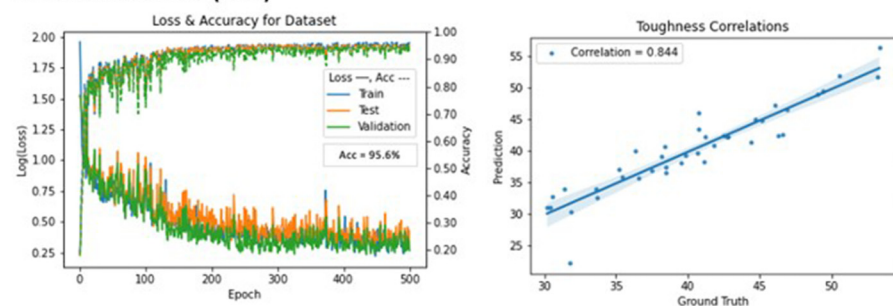 Loss & Accuracy for Dataset
2.00
1.75
1.50
1.25
1.00
0.75
0.50
0.25
Log(Loss)
1.00
0.90
0.80
0.70
0.60
0.50
0.40
0.30
0.20
Accuracy
Loss —, Acc ---
Train
Test
Validation
Acc = 95.6%
0 100 200 300 400 500
Epoch
Toughness Correlations
Correlation = 0.844
55
50
45
40
35
30
25
Prediction
30 35 40 45 50
Ground Truth